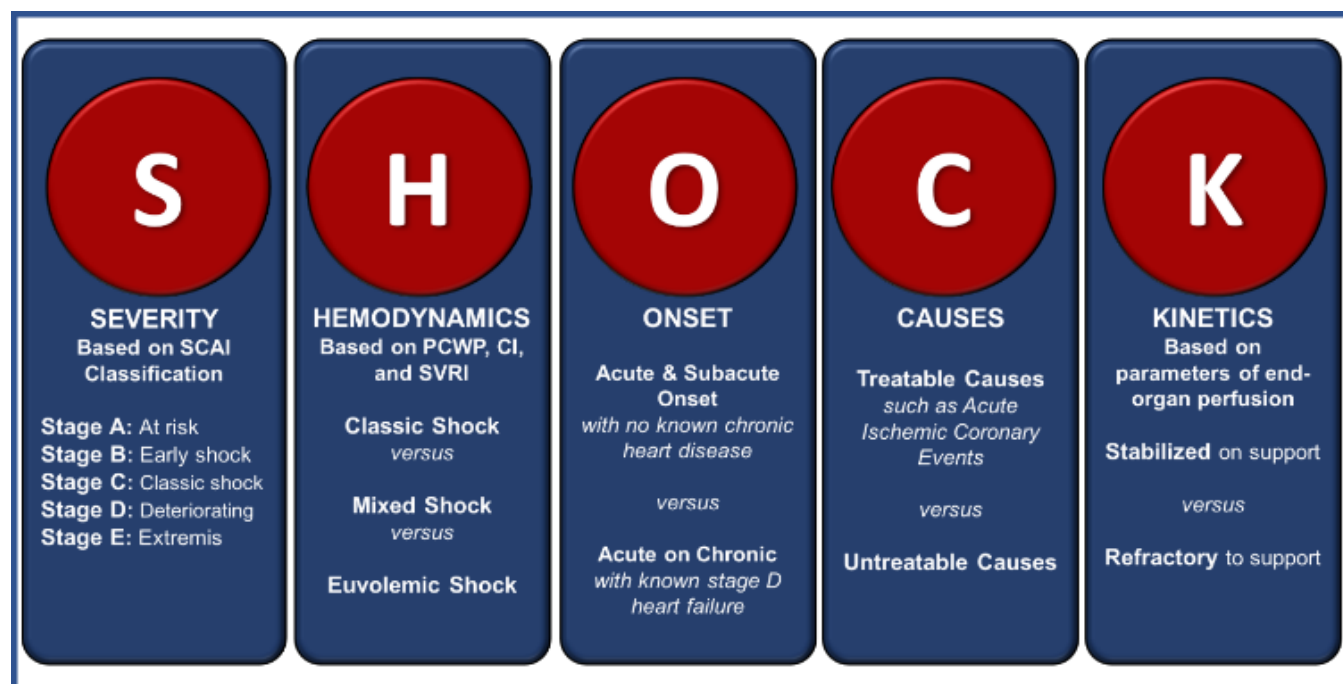 S
SEVERITY
Based on SCAI
Classification
Stage A: At risk
Stage B: Early shock
Stage C: Classic shock
Stage D: Deteriorating
Stage E: Extremis
H
HEMODYNAMICS
Based on PCWP, CI,
and SVRI
Classic Shock
versus
Mixed Shock
versus
Euvolemic Shock
O
ONSET
Acute & Subacute
Onset
with no known chronic
heart disease
versus
Acute on Chronic
with known stage D
heart failure
C
CAUSES
Treatable Causes
such as Acute
Ischemic Coronary
Events
versus
Untreatable Causes
K
KINETICS
Based on
parameters of end-
organ perfusion
Stabilized on support
versus
Refractory to support